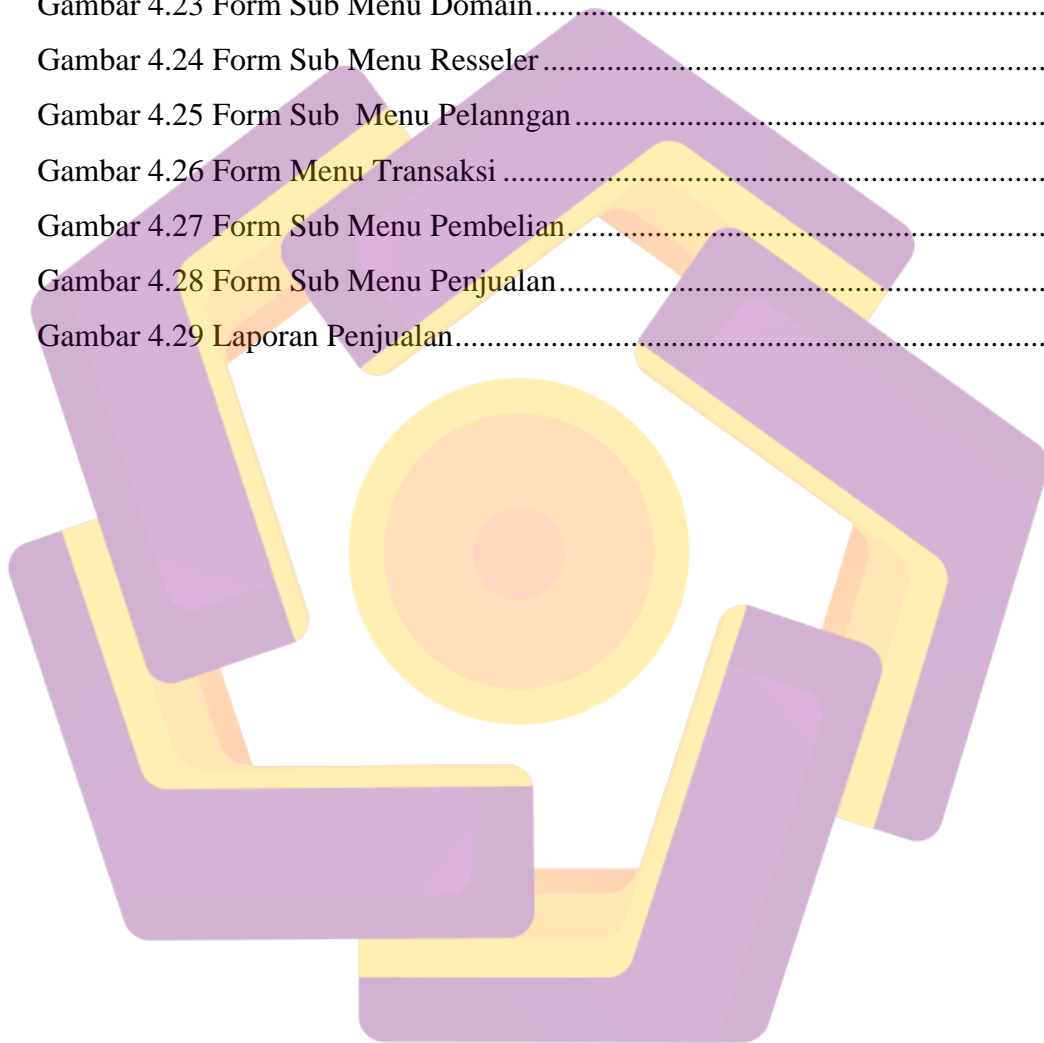 Gambar 4.23 Form Sub Menu Domain................................................................
Gambar 4.24 Form Sub Menu Resseler...............................................................
Gambar 4.25 Form Sub  Menu Pelanngan...........................................................
Gambar 4.26 Form Menu Transaksi....................................................................
Gambar 4.27 Form Sub Menu Pembelian............................................................
Gambar 4.28 Form Sub Menu Penjualan.............................................................
Gambar 4.29 Laporan Penjualan.........................................................................